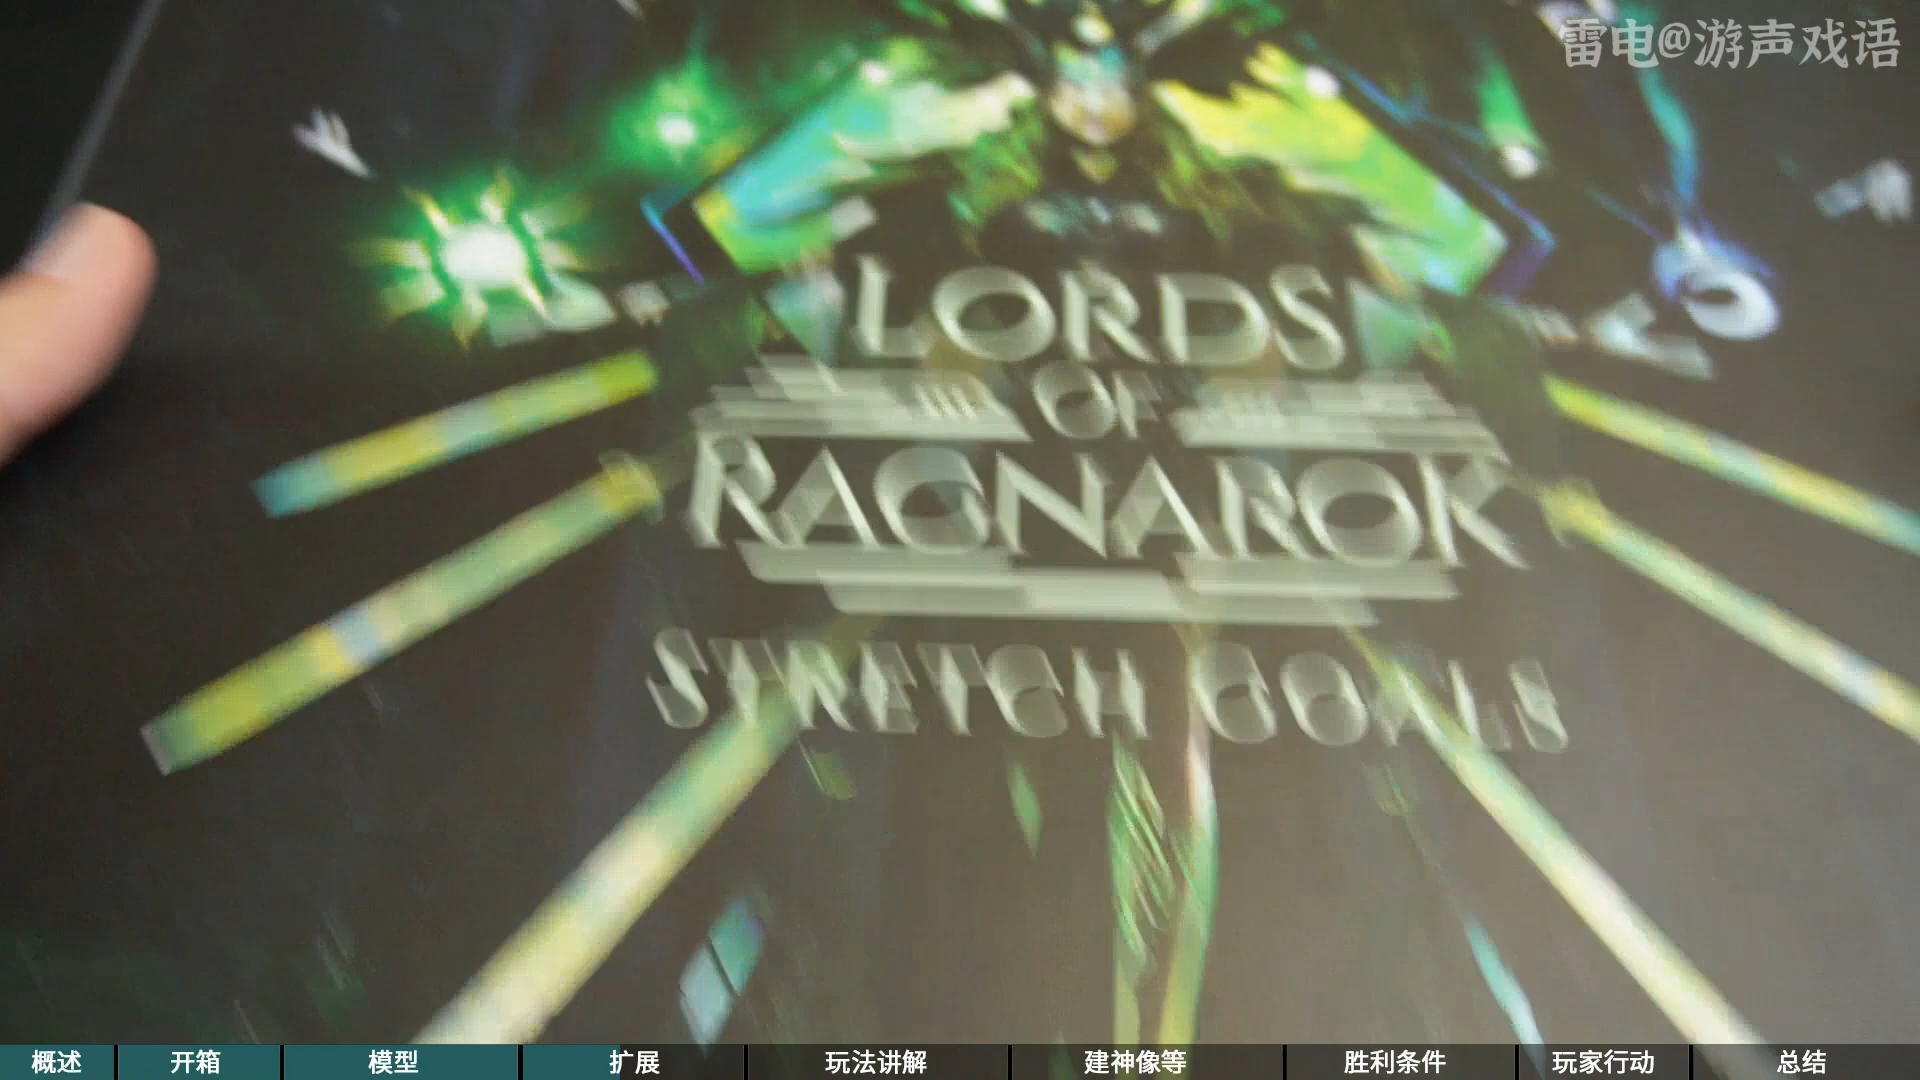 雷电@游声戏语
LORDS
OF
RAGNAROK
STRETCH GOALS
概述 开箱 模型 扩展 玩法讲解 建神像等 胜利条件 玩家行动 总结